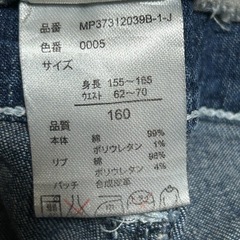 品番 MP37312039B-1-J
色番 0005
サイズ
身長 155~165
ウエスト 62~70
160
品質
本体 綿 99%
ポリウレタン 1%
リブ 綿 96%
ポリウレタン 4%
パッチ 合成皮革